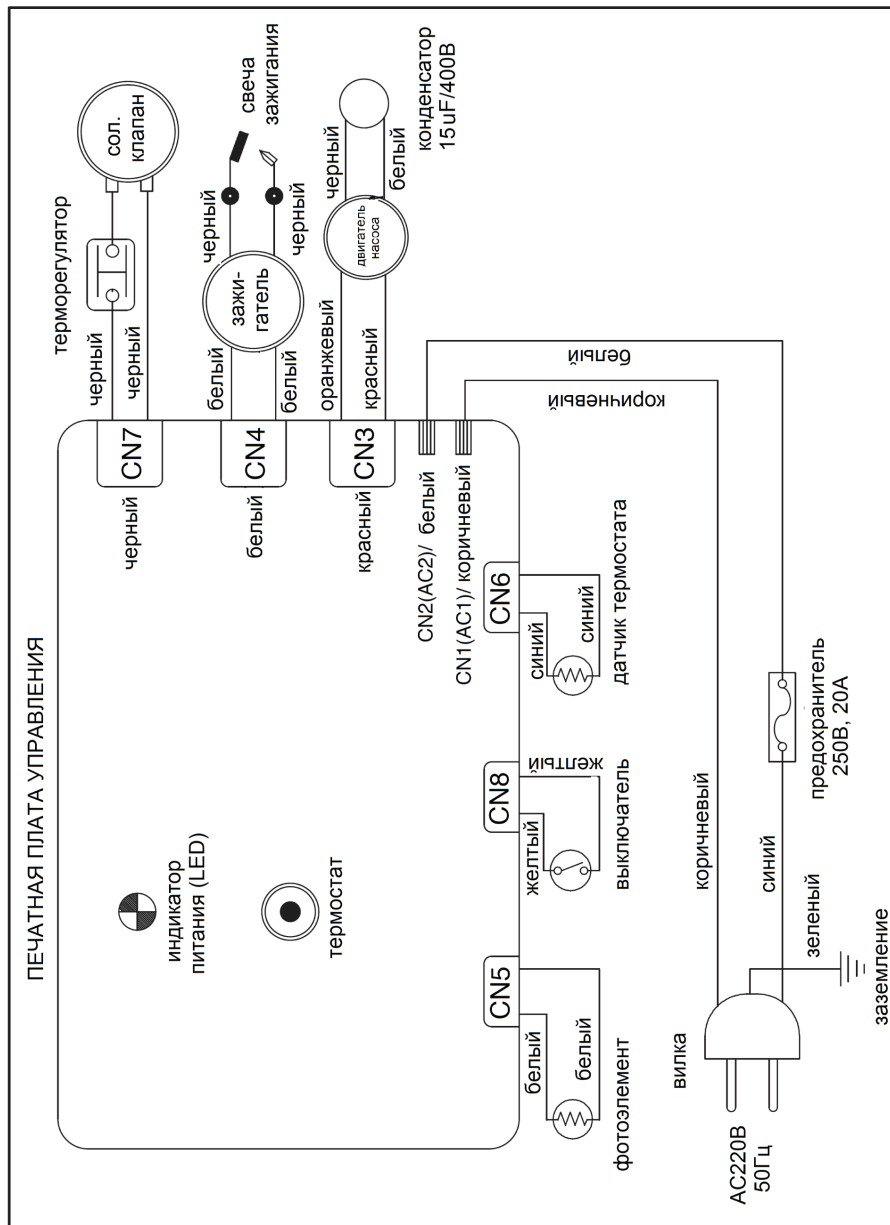 ПЕЧАТНАЯ ПЛАТА УПРАВЛЕНИЯ
индикатор
питания (LED)
термостат
CN7
черный
черный
черный
терморегулятор
сол.
клапан
CN4
белый
белый
белый
зажи-
гатель
черный
черный
свеча
зажигания
CN3
красный
оранжевый
красный
двигатель
насоса
черный
белый
конденсатор
15uF/400В
CN2(AC2)/ белый
CN1(AC1)/ коричневый
белый
коричневый
CN5
белый
белый
фотоэлемент
CN8
желтый
желтый
выключатель
CN6
синий
синий
датчик термостата
AC220В
50Гц
вилка
коричневый
синий
зеленый
заземление
предохранитель
250В, 20А